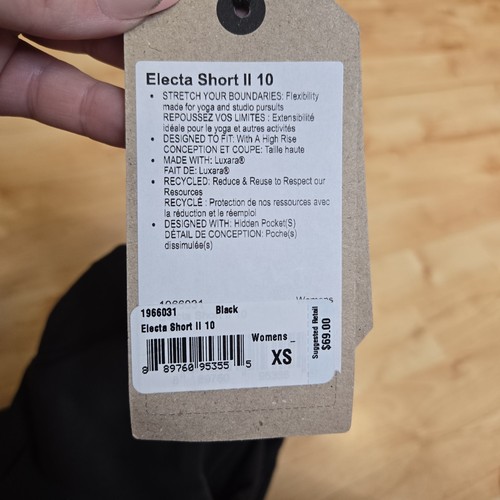 Electa Short II 10
• STRETCH YOUR BOUNDARIES: Flexibility
made for yoga and studio pursuits
REPOUSSEZ VOS LIMITES : Extensibilité
idéale pour le yoga et autres activités
• DESIGNED TO FIT: With A High Rise
CONCEPTION ET COUPE: Taille haute
• MADE WITH: Luxara®
FAIT DE: Luxara®
• RECYCLED: Reduce & Reuse to Respect our
Resources
RECYCLÉ : Protection de nos ressources avec
la réduction et le réemploi
• DESIGNED WITH: Hidden Pocket(S)
DÉTAIL DE CONCEPTION: Poche(s)
dissimulée(s)
1966031 Womens
1966031 Black
Electa Short II 10
Womens _
XS
8 89760 95355 5
Suggested Retail
$69.00